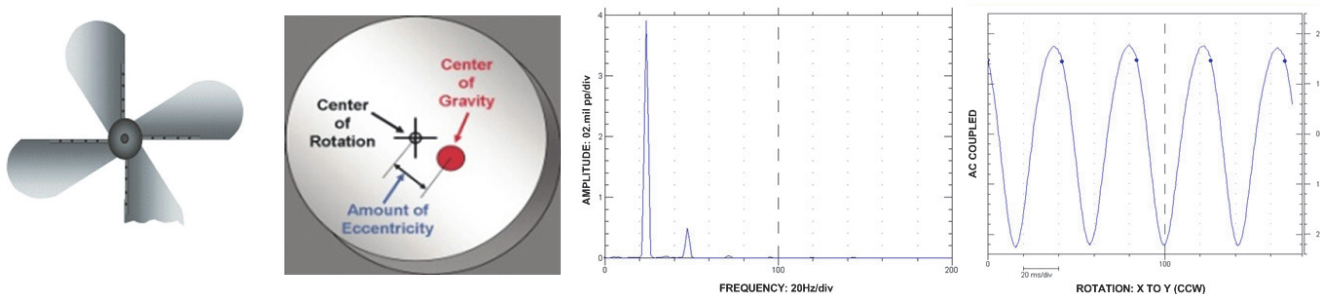 Center
of
Gravity
Center
of
Rotation
Amount of
Eccentricity
AMPLITUDE: 02.mil pp/div
4
3
2
1
0
0
100
200
FREQUENCY: 20Hz/div
AC COUPLED
2
1
0
1
2
0
100
20 ms/div
ROTATION: X TO Y (CCW)